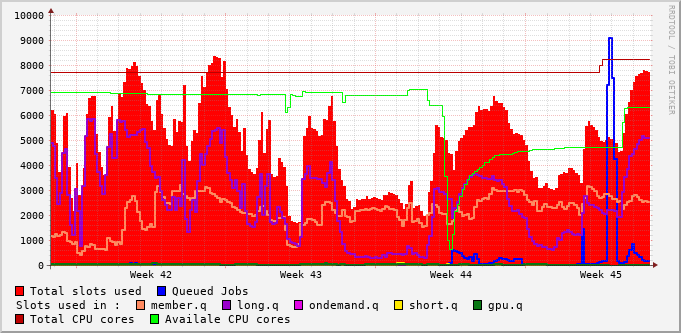 10000
9000
8000
7000
6000
5000
4000
3000
2000
1000
0
Week 42 Week 43 Week 44 Week 45
RRDTOOL / TOBI OETIKER
Total slots used Queued Jobs
Slots used in : member.q long.q ondemand.q short.q gpu.q
Total CPU cores Availale CPU cores